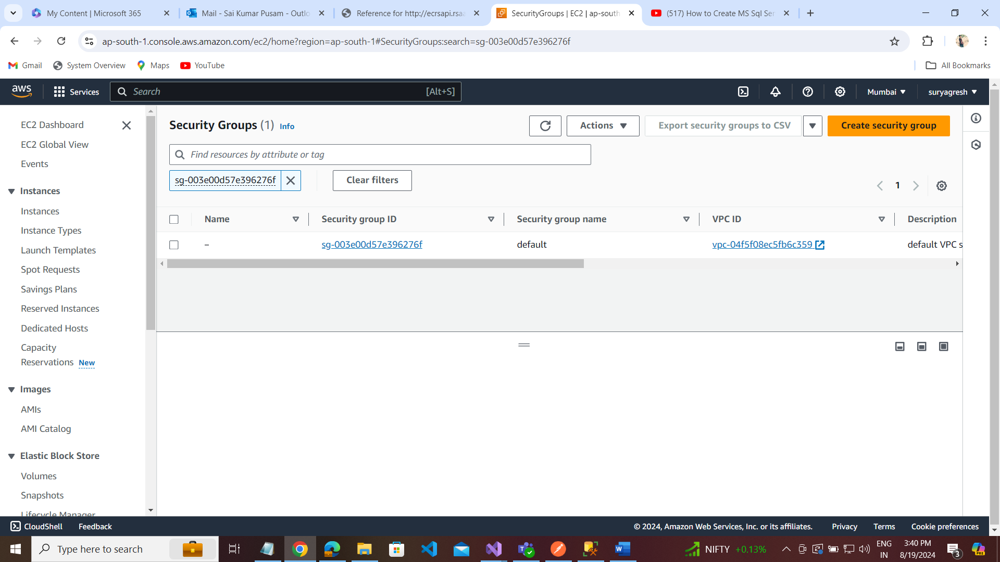 My Content | Microsoft 365
Mail - Sai Kumar Pusam - Outlo
Reference for http://ecrsapi.rsaa
SecurityGroups | EC2 | ap-south
(517) How to Create MS Sql Ser
ap-south-1.console.aws.amazon.com/ec2/home?region=ap-south-1#SecurityGroups:search=sg-003e00d57e396276f
Gmail
System Overview
Maps
YouTube
All Bookmarks
aws
Services
Search
[Alt+S]
Mumbai
suryagresh
EC2 Dashboard
EC2 Global View
Events
Instances
Instances
Instance Types
Launch Templates
Spot Requests
Savings Plans
Reserved Instances
Dedicated Hosts
Capacity
Reservations New
Images
AMIs
AMI Catalog
Elastic Block Store
Volumes
Snapshots
Lifecycle Manager
Security Groups (1) Info
Actions
Export security groups to CSV
Create security group
Find resources by attribute or tag
sg-003e00d57e396276f
Clear filters
1
Name
Security group ID
Security group name
VPC ID
Description
–
sg-003e00d57e396276f
default
vpc-04f5f08ec5fb6c359
default VPC s
CloudShell
Feedback
© 2024, Amazon Web Services, Inc. or its affiliates.
Privacy
Terms
Cookie preferences
Type here to search
NIFTY +0.13%
ENG
IN
3:40 PM
8/19/2024
3
PRE